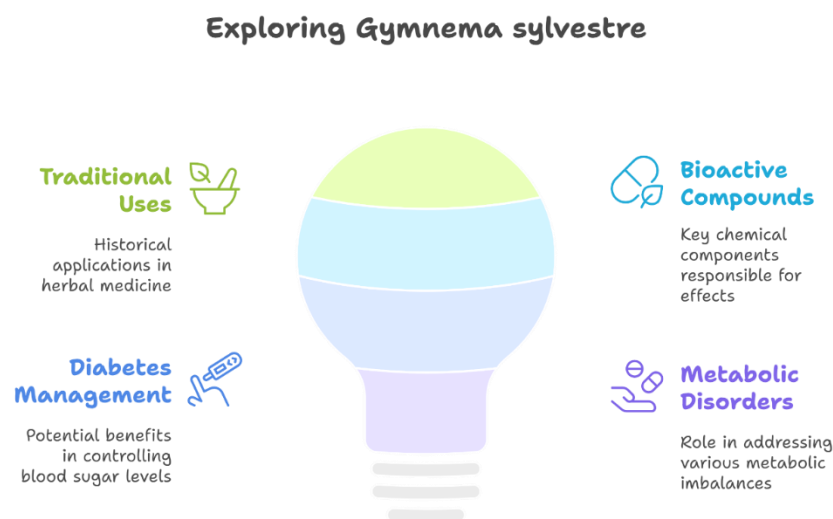 Exploring Gymnema sylvestre
Traditional
Uses
Historical
applications in
herbal medicine
Bioactive
Compounds
Key chemical
components
responsible for
effects
Diabetes
Management
Potential benefits
in controlling
blood sugar levels
Metabolic
Disorders
Role in addressing
various metabolic
imbalances